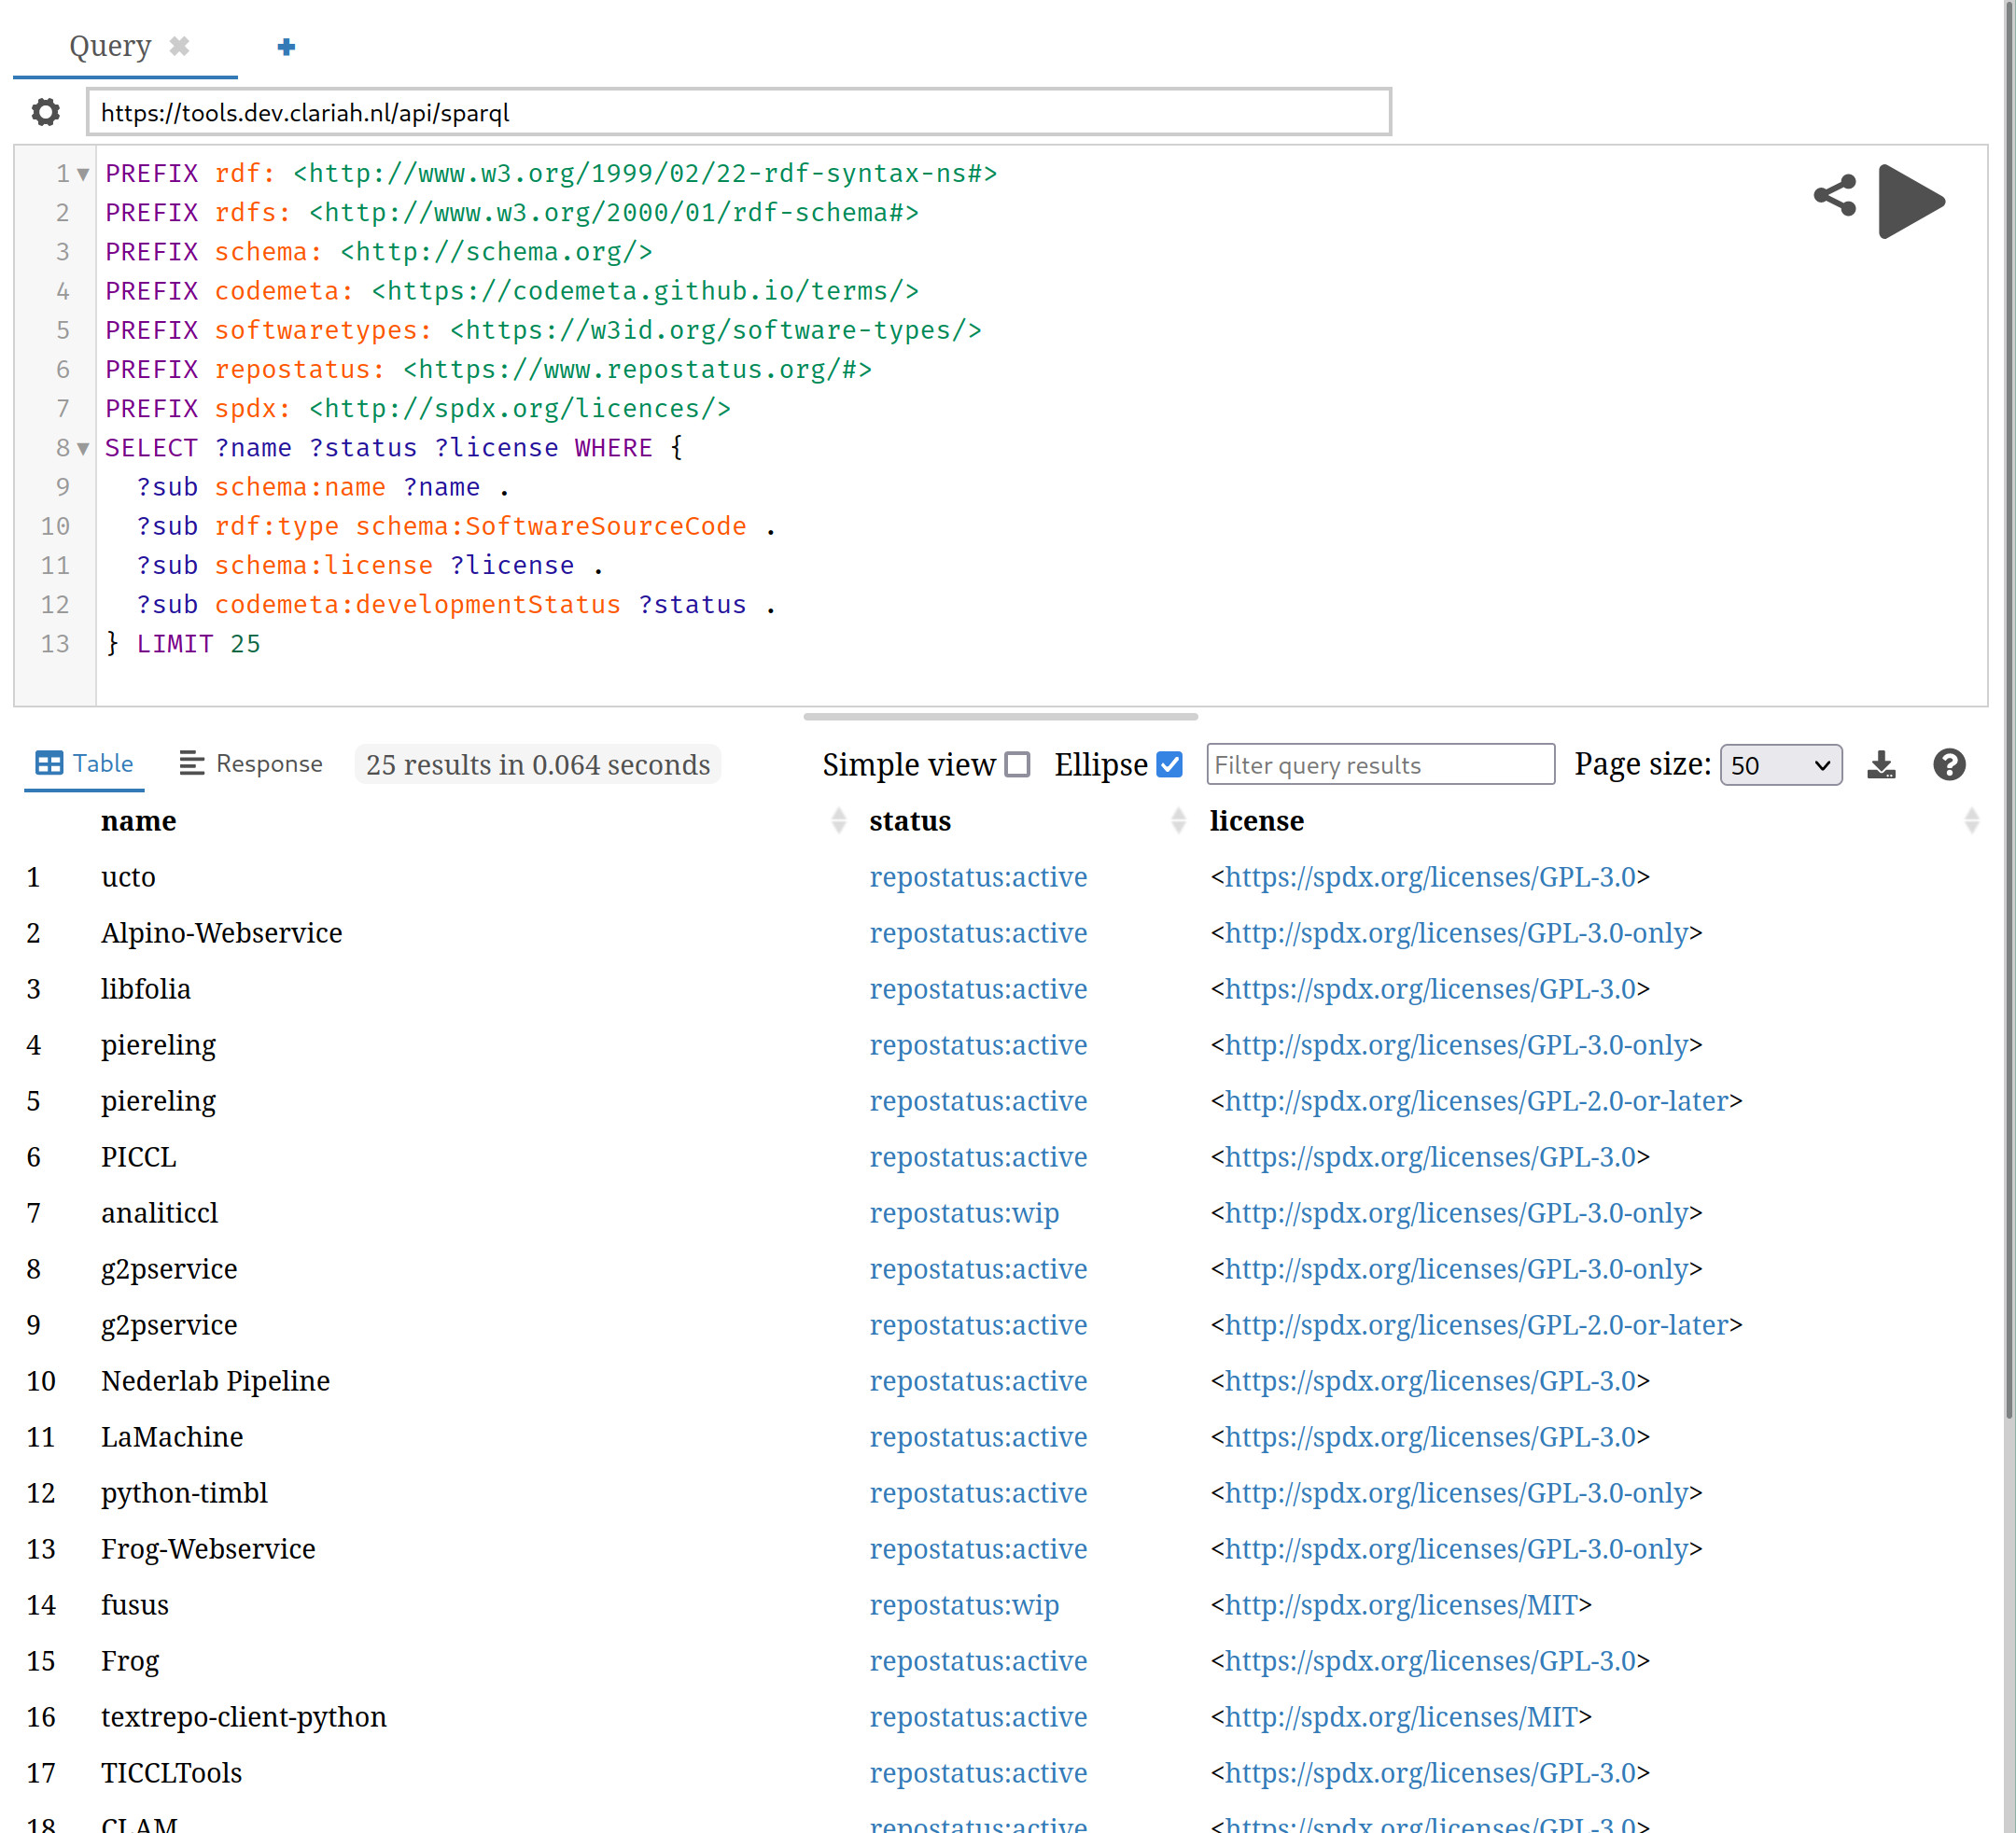 Query
https://tools.dev.clariah.nl/api/sparql
1 PREFIX rdf: <http://www.w3.org/1999/02/22-rdf-syntax-ns#>
2 PREFIX rdfs: <http://www.w3.org/2000/01/rdf-schema#>
3 PREFIX schema: <http://schema.org/>
4 PREFIX codemeta: <https://codemeta.github.io/terms/>
5 PREFIX softwaretypes: <https://w3id.org/software-types/>
6 PREFIX repostatus: <https://www.repostatus.org/#>
7 PREFIX spdx: <http://spdx.org/licences/>
8 SELECT ?name ?status ?license WHERE {
9 ?sub schema:name ?name .
10 ?sub rdf:type schema:SoftwareSourceCode .
11 ?sub schema:license ?license .
12 ?sub codemeta:developmentStatus ?status .
13 } LIMIT 25
Table Response 25 results in 0.064 seconds Simple view Ellipse Filter query results Page size: 50
name status license
1 ucto repostatus:active <https://spdx.org/licenses/GPL-3.0>
2 Alpino-Webservice repostatus:active <http://spdx.org/licenses/GPL-3.0-only>
3 libfolia repostatus:active <https://spdx.org/licenses/GPL-3.0>
4 piereling repostatus:active <http://spdx.org/licenses/GPL-3.0-only>
5 piereling repostatus:active <http://spdx.org/licenses/GPL-2.0-or-later>
6 PICCL repostatus:active <https://spdx.org/licenses/GPL-3.0>
7 analiticcl repostatus:wip <http://spdx.org/licenses/GPL-3.0-only>
8 g2pservice repostatus:active <http://spdx.org/licenses/GPL-3.0-only>
9 g2pservice repostatus:active <http://spdx.org/licenses/GPL-2.0-or-later>
10 Nederlab Pipeline repostatus:active <https://spdx.org/licenses/GPL-3.0>
11 LaMachine repostatus:active <https://spdx.org/licenses/GPL-3.0>
12 python-timbl repostatus:active <http://spdx.org/licenses/GPL-3.0-only>
13 Frog-Webservice repostatus:active <http://spdx.org/licenses/GPL-3.0-only>
14 fusus repostatus:wip <http://spdx.org/licenses/MIT>
15 Frog repostatus:active <https://spdx.org/licenses/GPL-3.0>
16 textrepo-client-python repostatus:active <http://spdx.org/licenses/MIT>
17 TICCLTools repostatus:active <https://spdx.org/licenses/GPL-3.0>
18 CLAM repostatus:active <https://spdx.org/licenses/GPL-3.0>